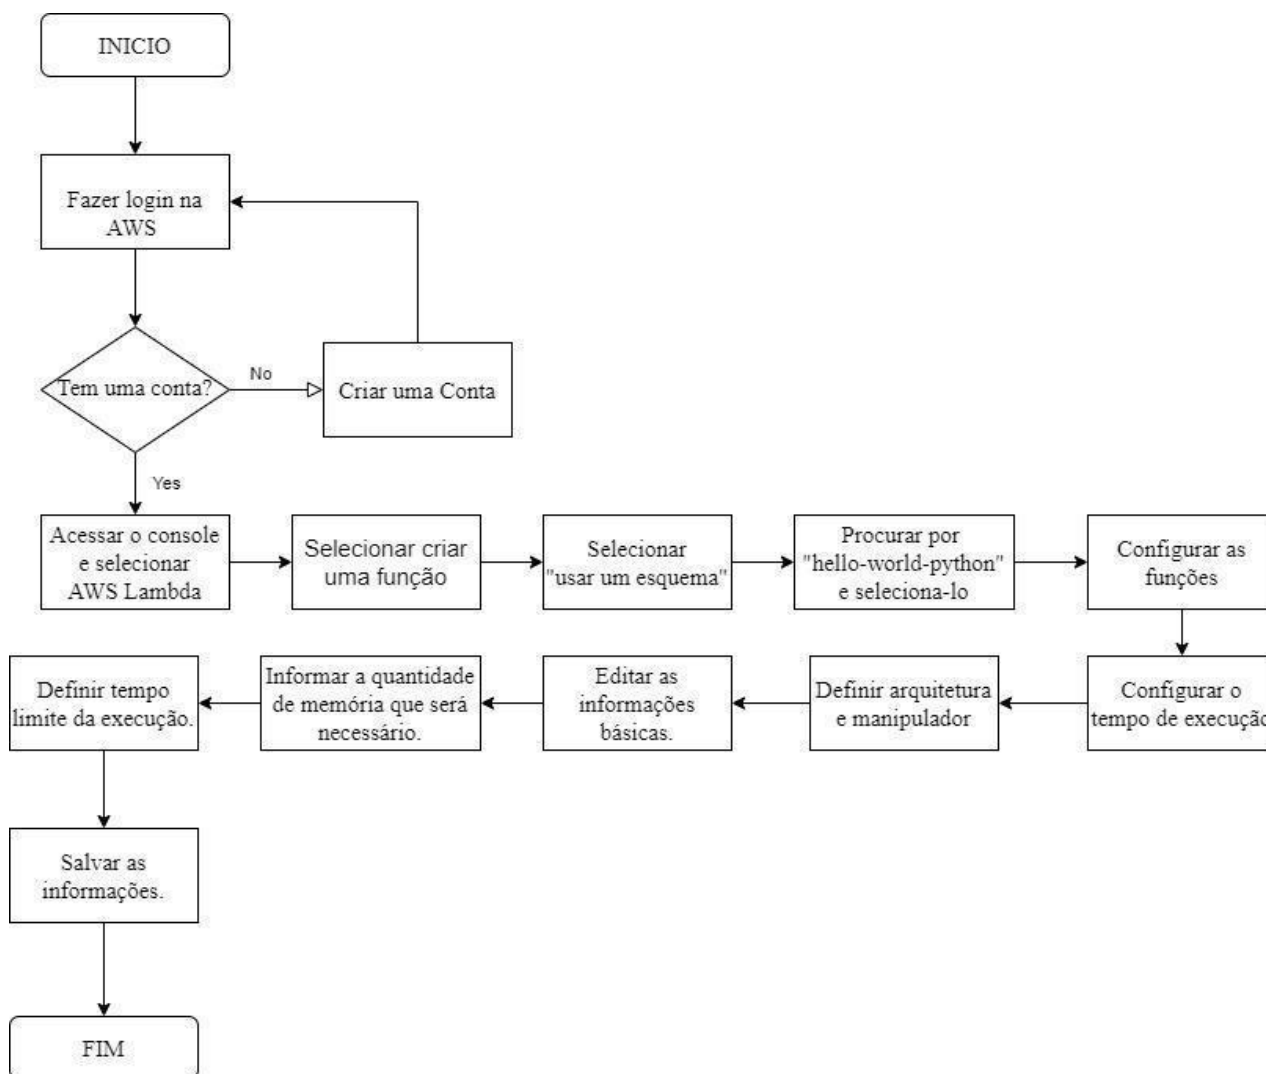 INICIO
Fazer login na
AWS
Tem uma conta?
No
Criar uma Conta
Yes
Acessar o console
e selecionar
AWS Lambda
Selecionar criar
uma função
Selecionar
"usar um esquema"
Procurar por
"hello-world-python"
e seleciona-lo
Configurar as
funções
Configurar o
tempo de execução
Definir arquitetura
e manipulador
Editar as
informações
básicas.
Informar a quantidade
de memória que será
necessário.
Definir tempo
limite da execução.
Salvar as
informações.
FIM